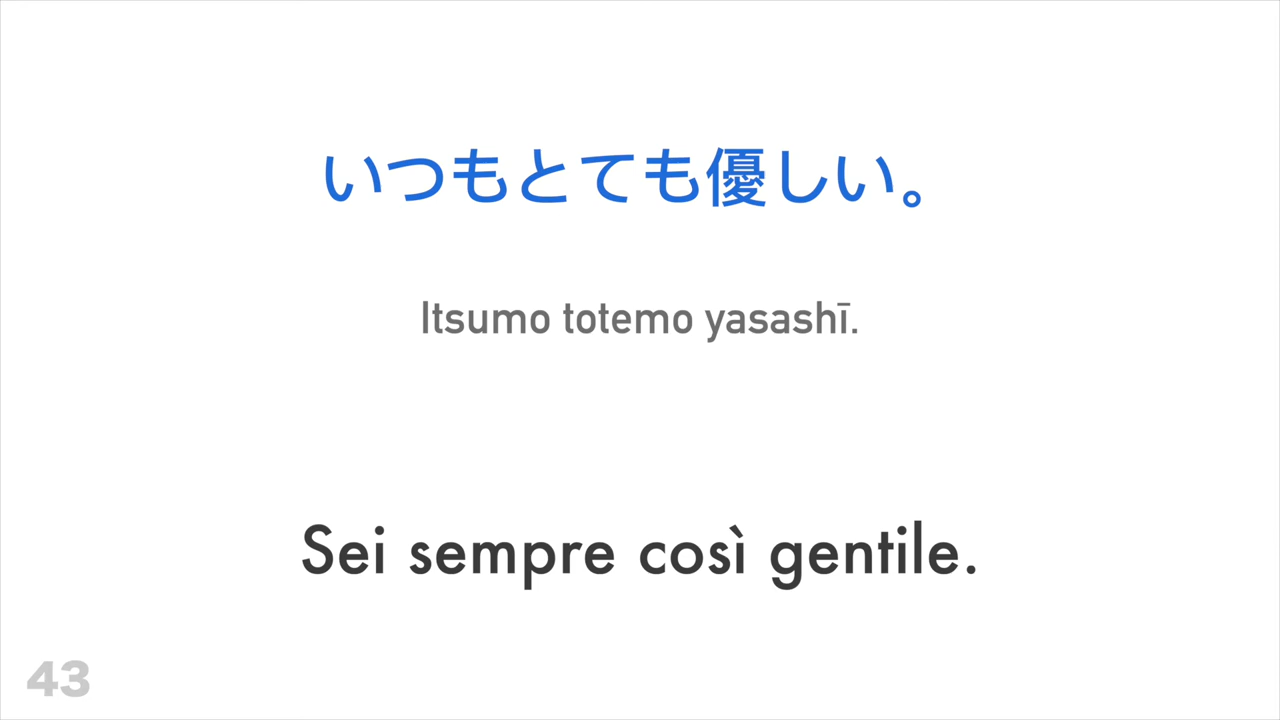 いつもとても優しい。
Itsumo totemo yasashī.
Sei sempre così gentile.
43